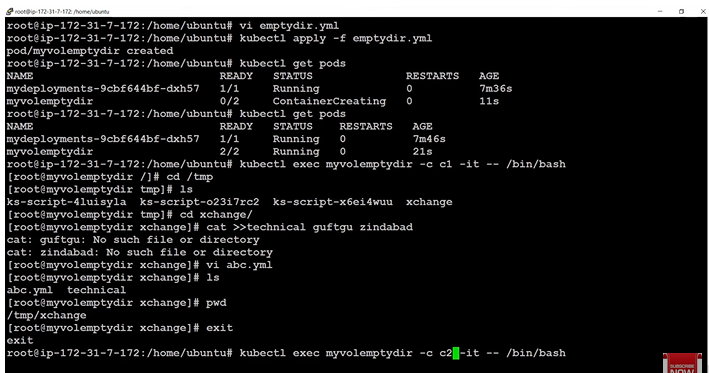 root@ip-172-31-7-172: /home/ubuntu
root@ip-172-31-7-172:/home/ubuntu# vi emptydir.yml
root@ip-172-31-7-172:/home/ubuntu# kubectl apply -f emptydir.yml
pod/myvolemptydir created
root@ip-172-31-7-172:/home/ubuntu# kubectl get pods
NAME READY STATUS RESTARTS AGE
mydeployments-9cbf644bf-dxh57 1/1 Running 0 7m36s
myvolemptydir 0/2 ContainerCreating 0 11s
root@ip-172-31-7-172:/home/ubuntu# kubectl get pods
NAME READY STATUS RESTARTS AGE
mydeployments-9cbf644bf-dxh57 1/1 Running 0 7m46s
myvolemptydir 2/2 Running 0 21s
root@ip-172-31-7-172:/home/ubuntu# kubectl exec myvolemptydir -c c1 -it -- /bin/bash
[root@myvolemptydir /]# cd /tmp
[root@myvolemptydir tmp]# ls
ks-script-4luisyla ks-script-o23i7rc2 ks-script-x6ei4wuu xchange
[root@myvolemptydir tmp]# cd xchange/
[root@myvolemptydir xchange]# cat >>technical guftgu zindabad
cat: guftgu: No such file or directory
cat: zindabad: No such file or directory
[root@myvolemptydir xchange]# vi abc.yml
[root@myvolemptydir xchange]# ls
abc.yml technical
[root@myvolemptydir xchange]# pwd
/tmp/xchange
[root@myvolemptydir xchange]# exit
exit
root@ip-172-31-7-172:/home/ubuntu# kubectl exec myvolemptydir -c c2 -it -- /bin/bash
SUBSCRIBE
NOW